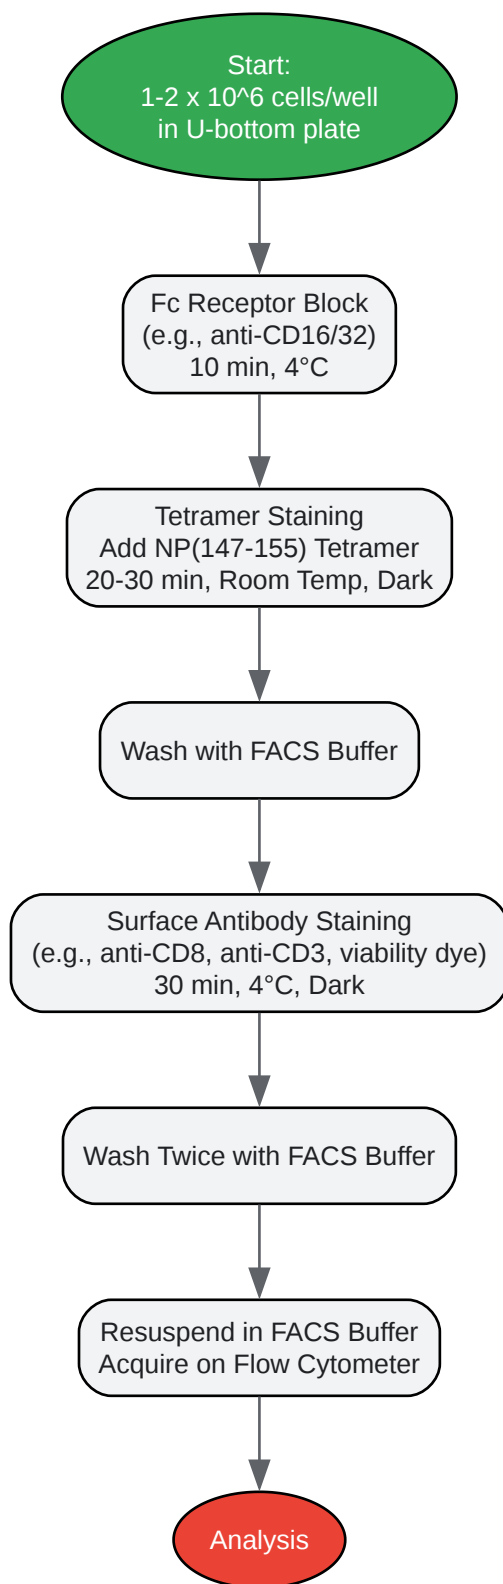 Start:
1-2 x 10^6 cells/well
in U-bottom plate
Fc Receptor Block
(e.g., anti-CD16/32)
10 min, 4°C
Tetramer Staining
Add NP(147-155) Tetramer
20-30 min, Room Temp, Dark
Wash with FACS Buffer
Surface Antibody Staining
(e.g., anti-CD8, anti-CD3, viability dye)
30 min, 4°C, Dark
Wash Twice with FACS Buffer
Resuspend in FACS Buffer
Acquire on Flow Cytometer
Analysis